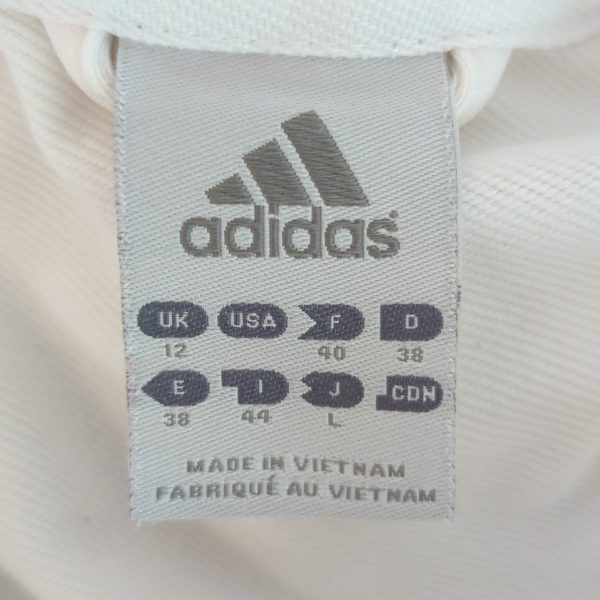 adidas®
UK USA F D
12 40 38
E I J CDN
38 44 L
MADE IN VIETNAM
FABRIQUÉ AU VIETNAM